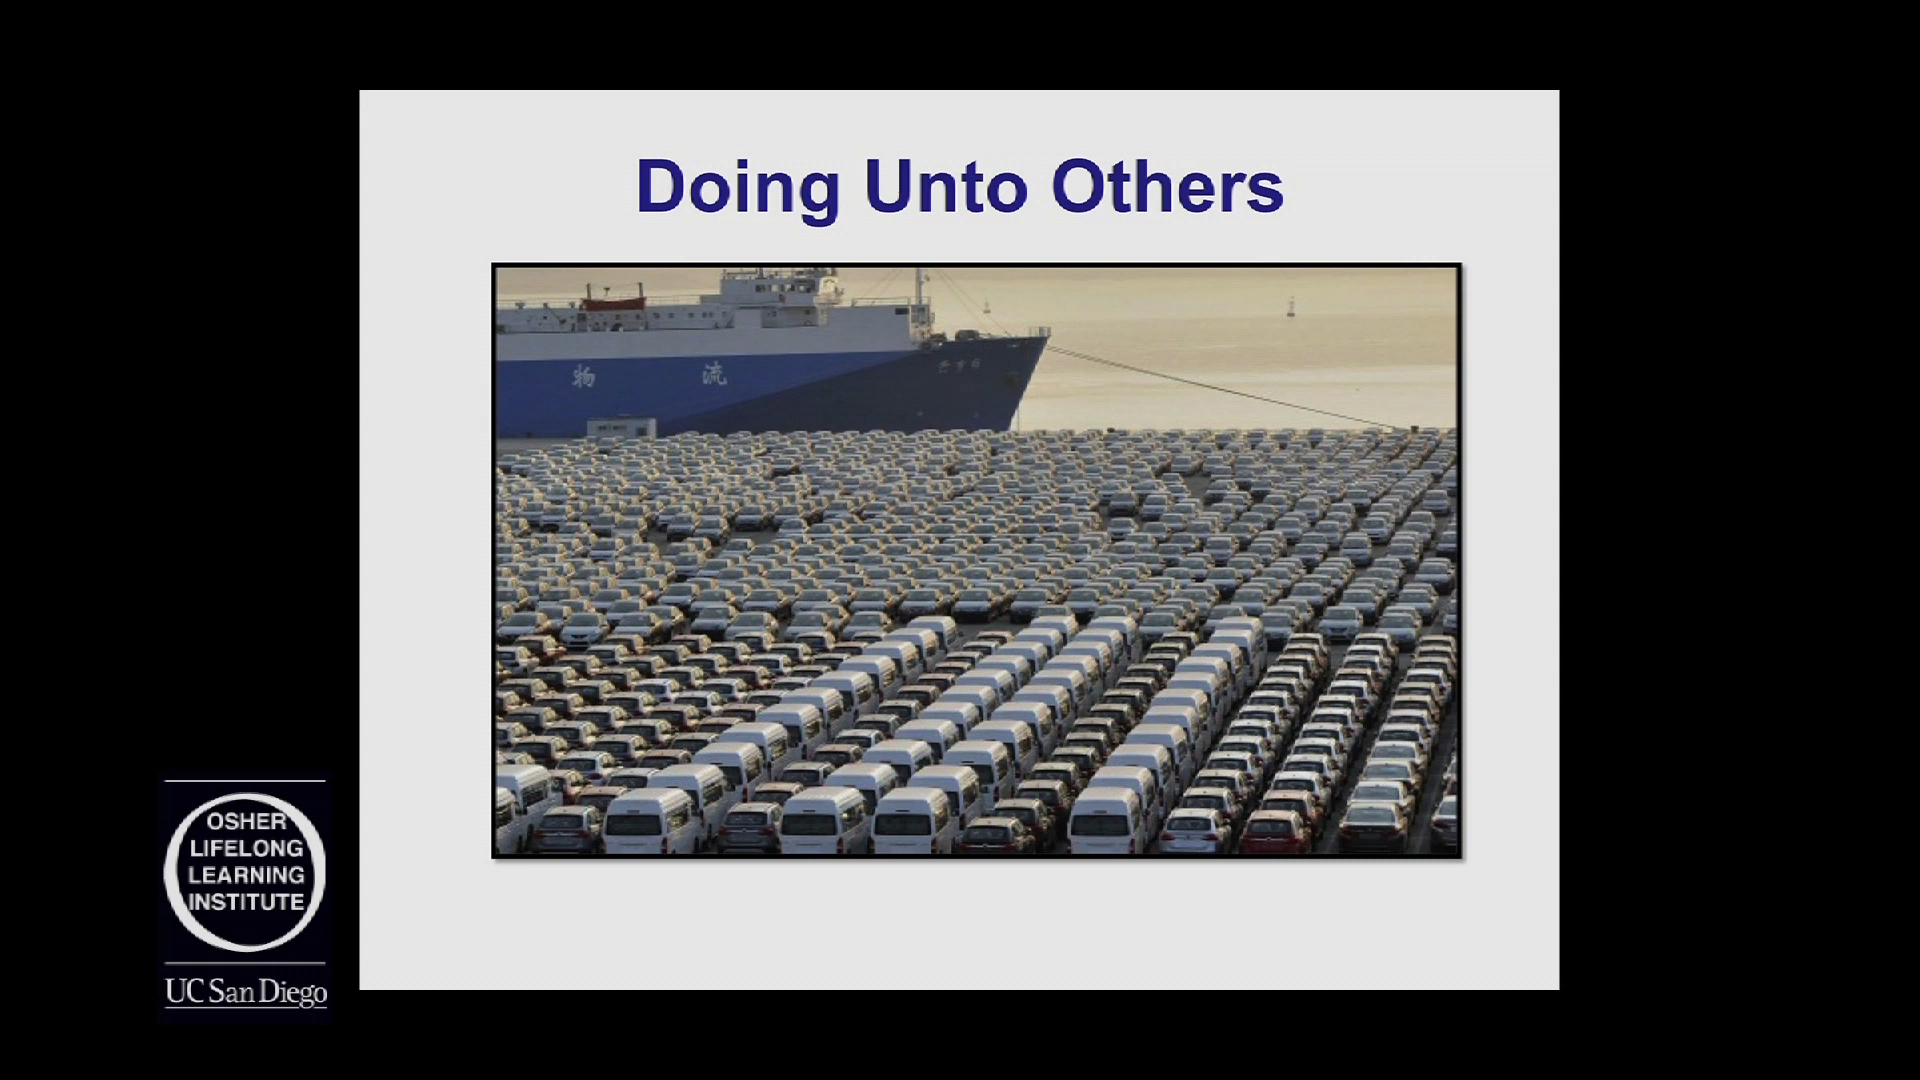 Doing Unto Others
物 流
OSHER
LIFELONG
LEARNING
INSTITUTE
UC San Diego